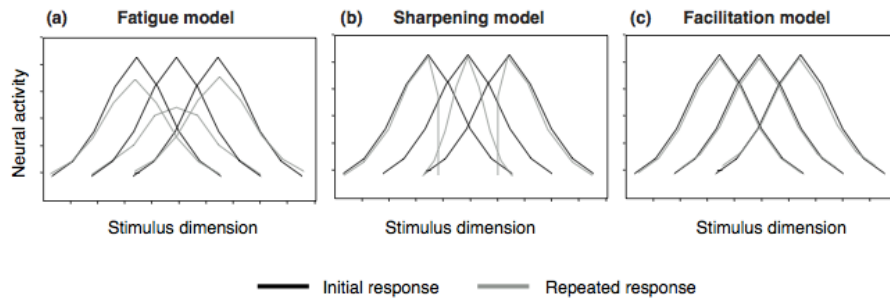 (a) Fatigue model
(b) Sharpening model
(c) Facilitation model
Neural activity
Stimulus dimension
Stimulus dimension
Stimulus dimension
Initial response
Repeated response